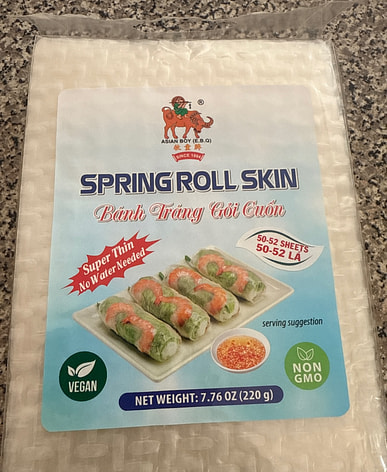 ®
ASIAN BOY (E.B.Q)
SINCE 1994
SPRING ROLL SKIN
Bánh Tráng Gói Cuốn
50-52 SHEETS
50-52 LÁ
Super Thin
No Water Needed
serving suggestion
VEGAN
NON
GMO
NET WEIGHT: 7.76 OZ (220 g)